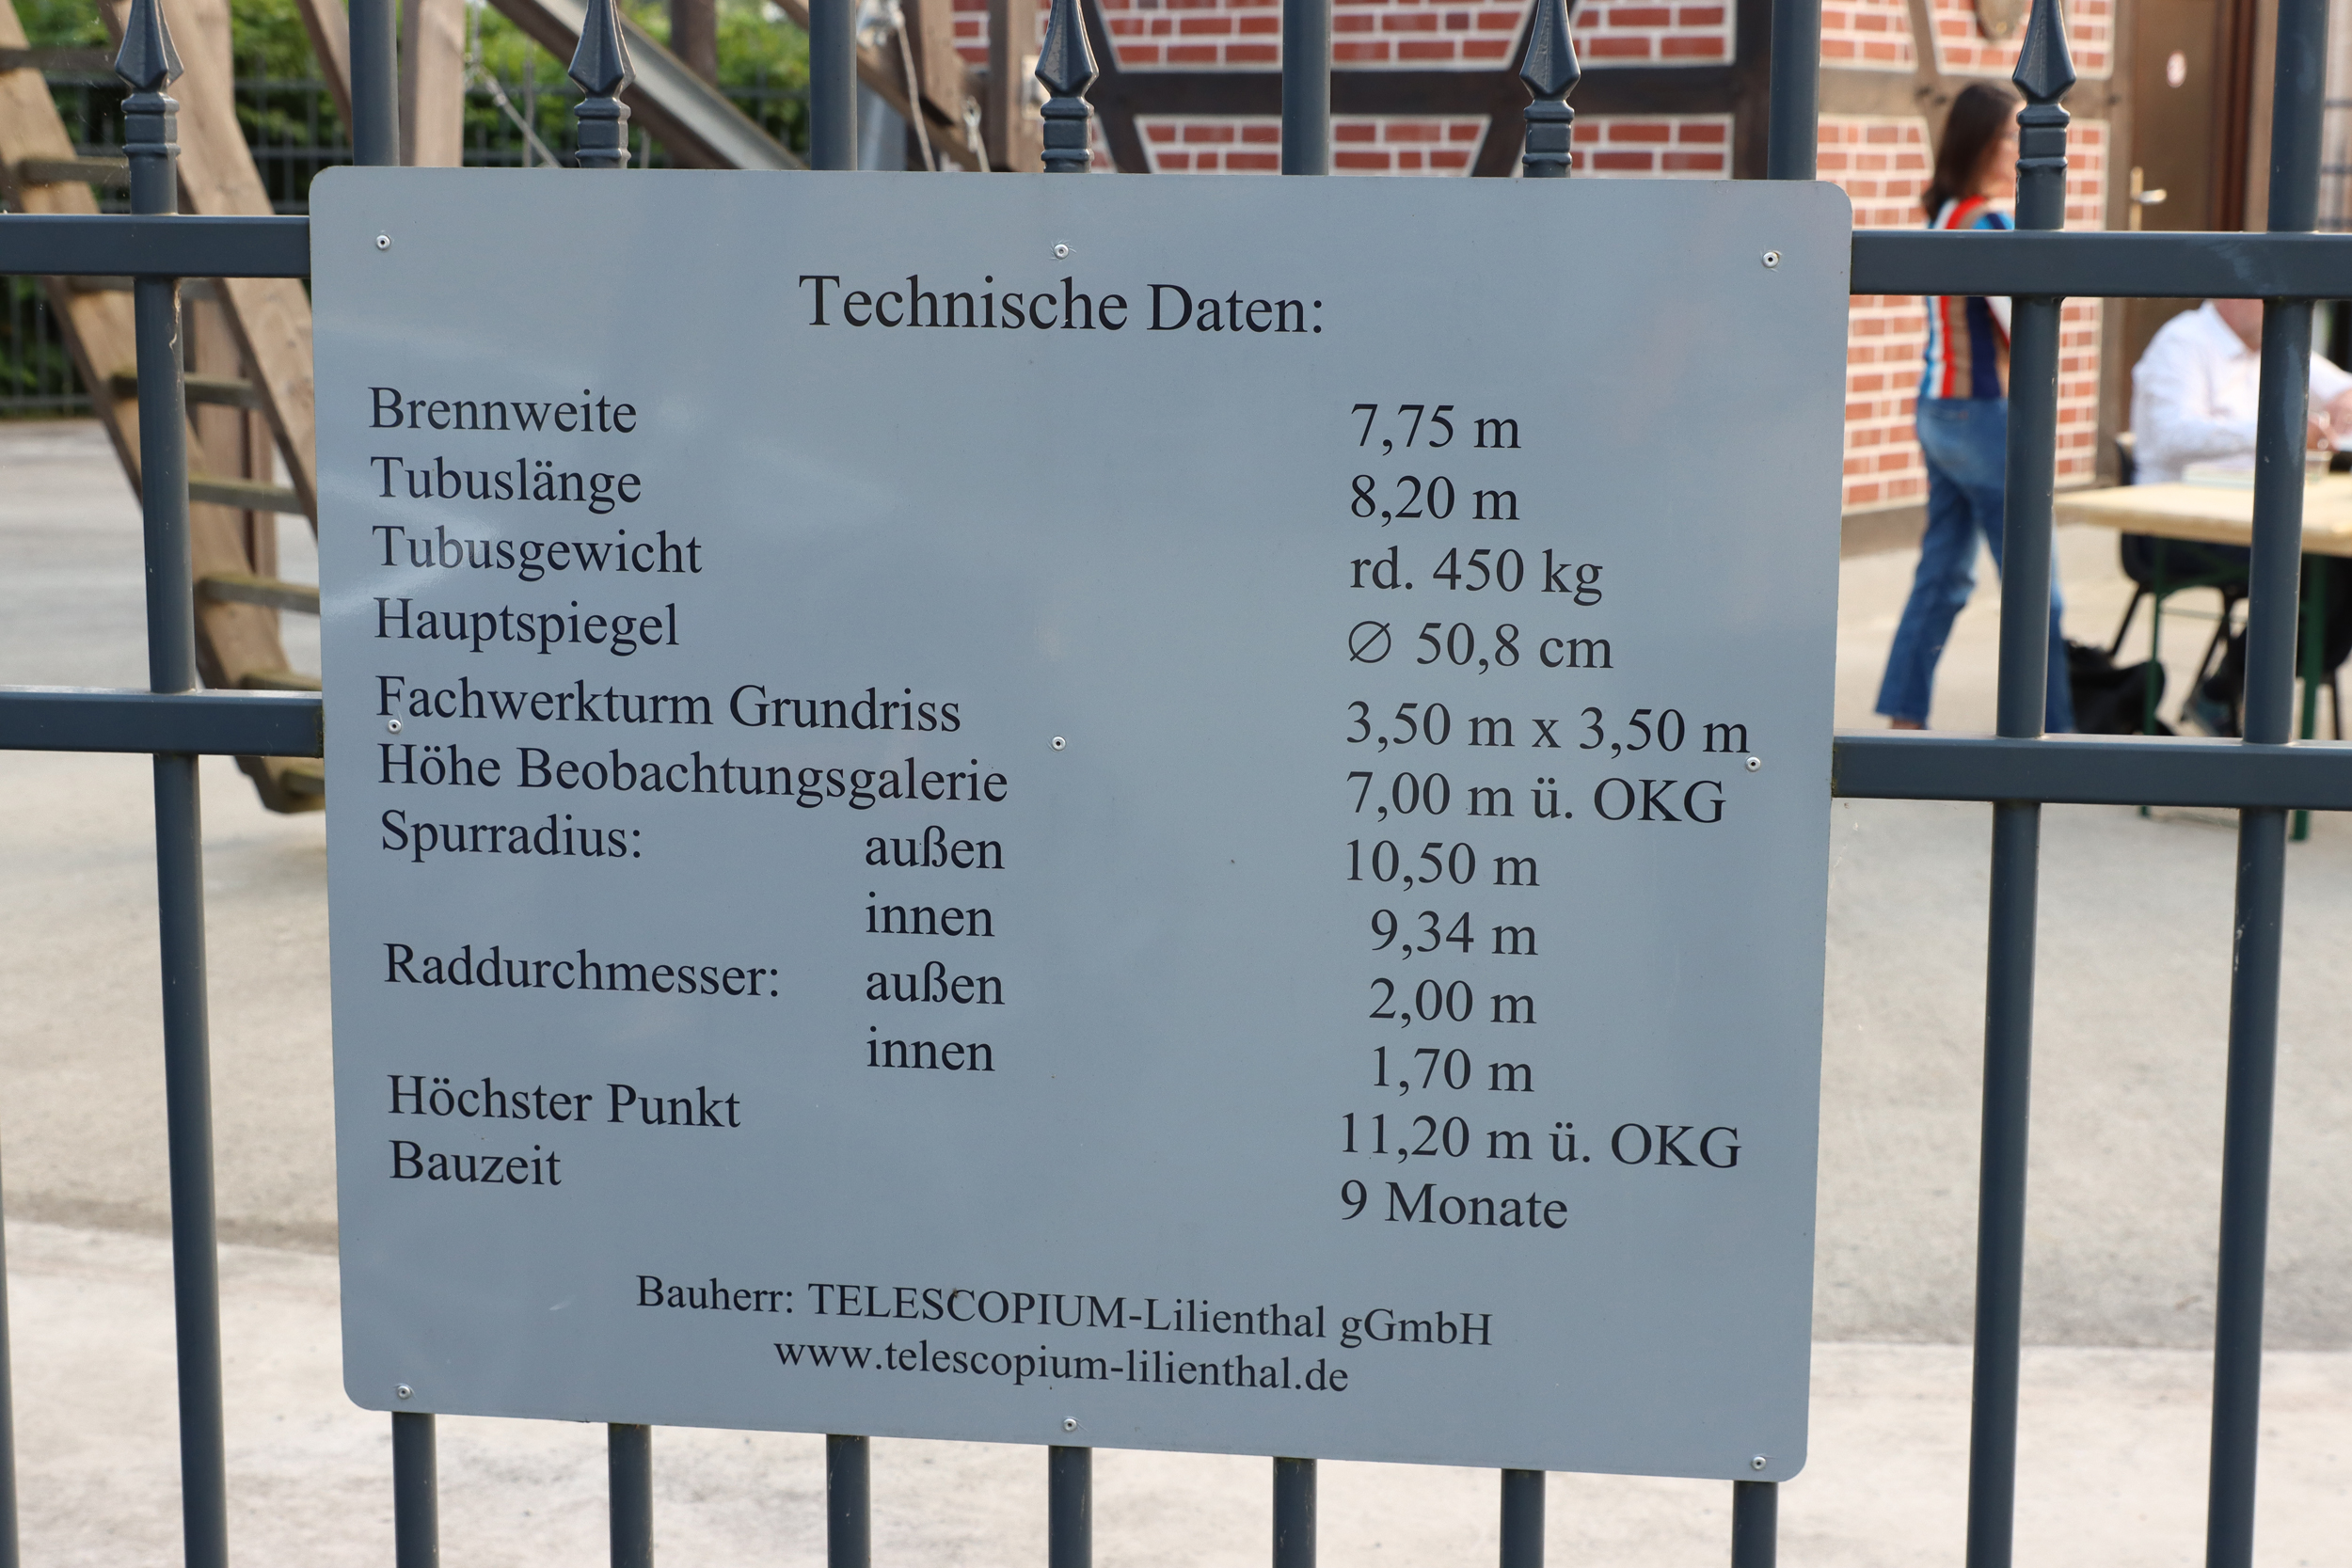 Technische Daten:
Brennweite 7,75 m
Tubuslänge 8,20 m
Tubusgewicht rd. 450 kg
Hauptspiegel ∅ 50,8 cm
Fachwerkturm Grundriss 3,50 m x 3,50 m
Höhe Beobachtungsgalerie 7,00 m ü. OKG
Spurradius: außen 10,50 m
innen 9,34 m
Raddurchmesser: außen 2,00 m
innen 1,70 m
Höchster Punkt 11,20 m ü. OKG
Bauzeit 9 Monate
Bauherr: TELESCOPIUM-Lilienthal gGmbH
www.telescopium-lilienthal.de